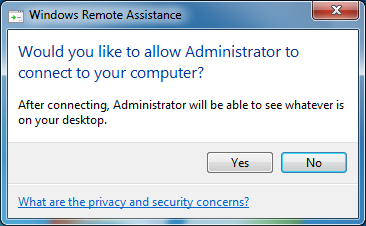 Windows Remote Assistance
Would you like to allow Administrator to
connect to your computer?
After connecting, Administrator will be able to see whatever is
on your desktop.
Yes No
What are the privacy and security concerns?